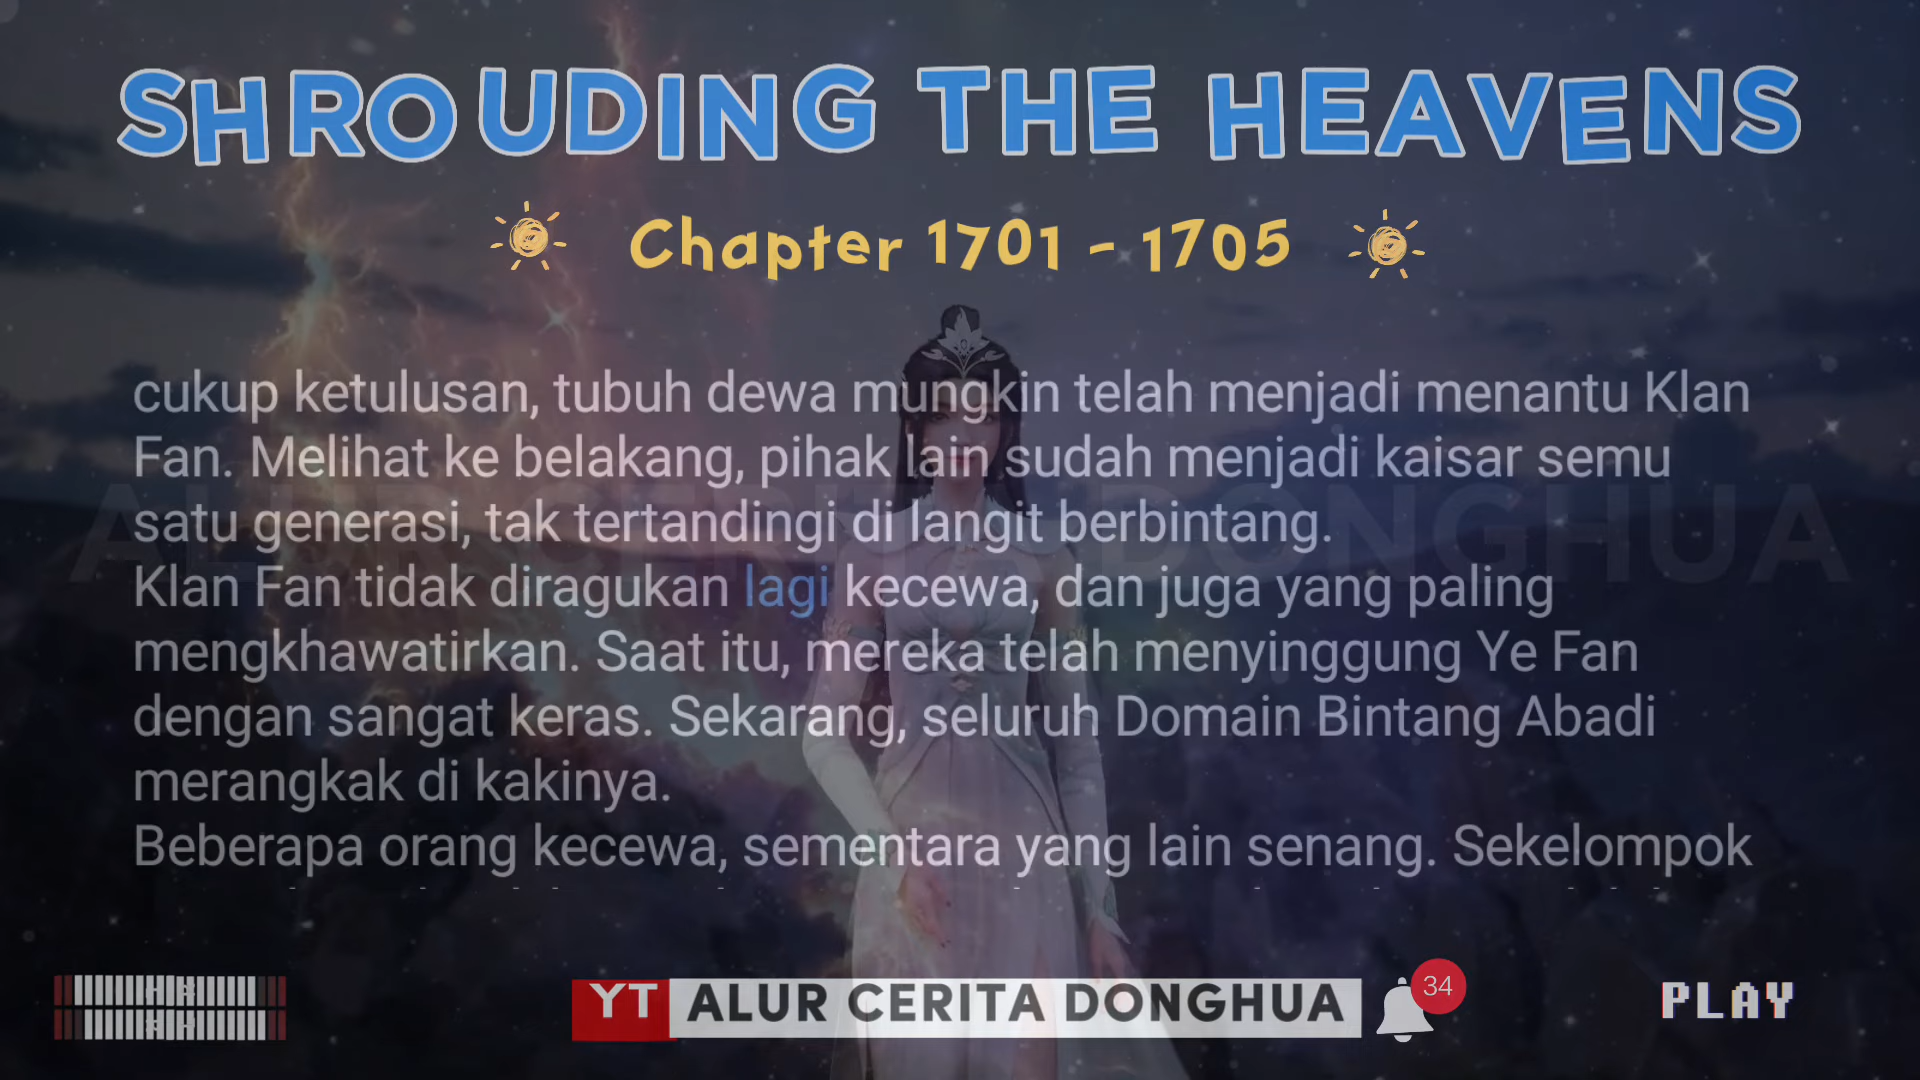 SHROUDING THE HEAVENS
Chapter 1701 - 1705
cukup ketulusan, tubuh dewa mungkin telah menjadi menantu Klan
Fan. Melihat ke belakang, pihak lain sudah menjadi kaisar semu
satu generasi, tak tertandingi di langit berbintang.
Klan Fan tidak diragukan lagi kecewa, dan juga yang paling
mengkhawatirkan. Saat itu, mereka telah menyinggung Ye Fan
dengan sangat keras. Sekarang, seluruh Domain Bintang Abadi
merangkak di kakinya.
Beberapa orang kecewa, sementara yang lain senang. Sekelompok
ALUR CERITA DONGHUA
YT ALUR CERITA DONGHUA
34
PLAY